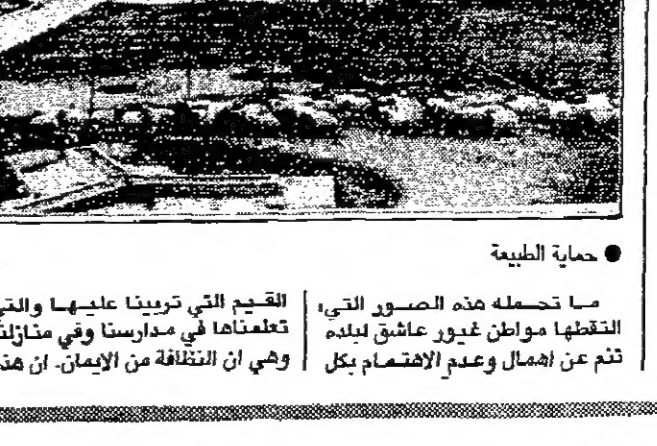 ● حماية الطبيعة
ما تحمله هذه الصور التي
التقطها مواطن غيور عاشق لبلده
تنم عن اهمال وعدم الاهتمام بكل
القيم التي تربينا عليها والتي
تعلمناها في مدارسنا وفي منازلنا
وهي ان النظافة من الايمان. ان هذه